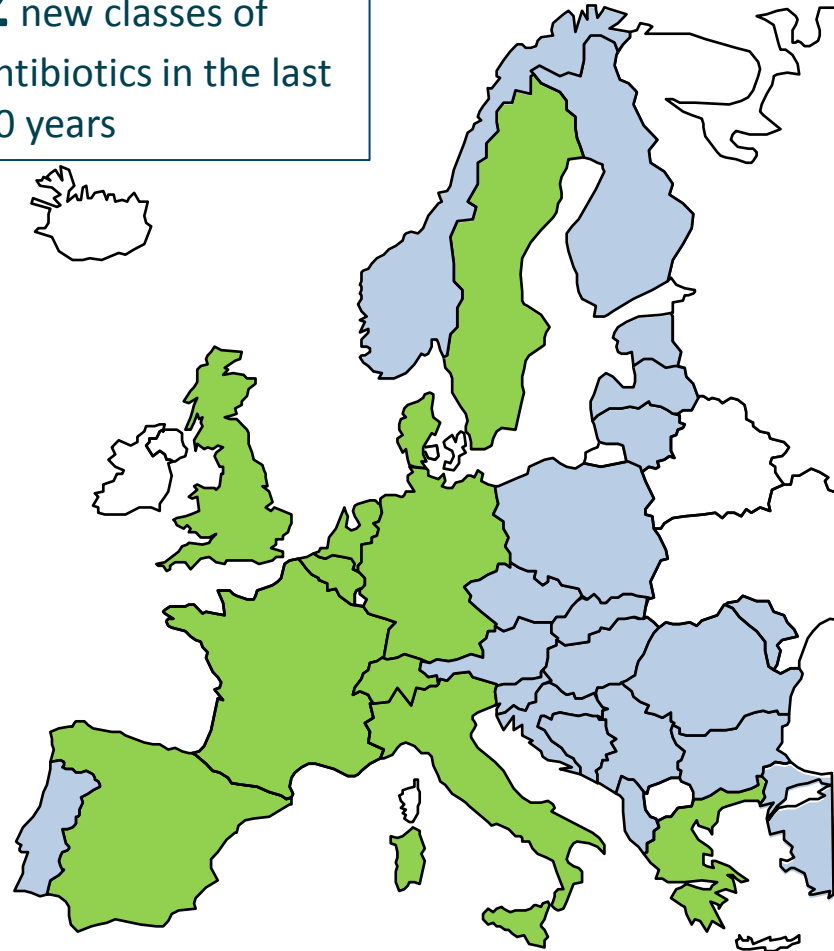 new classes of
ntibiotics in the last
0 years